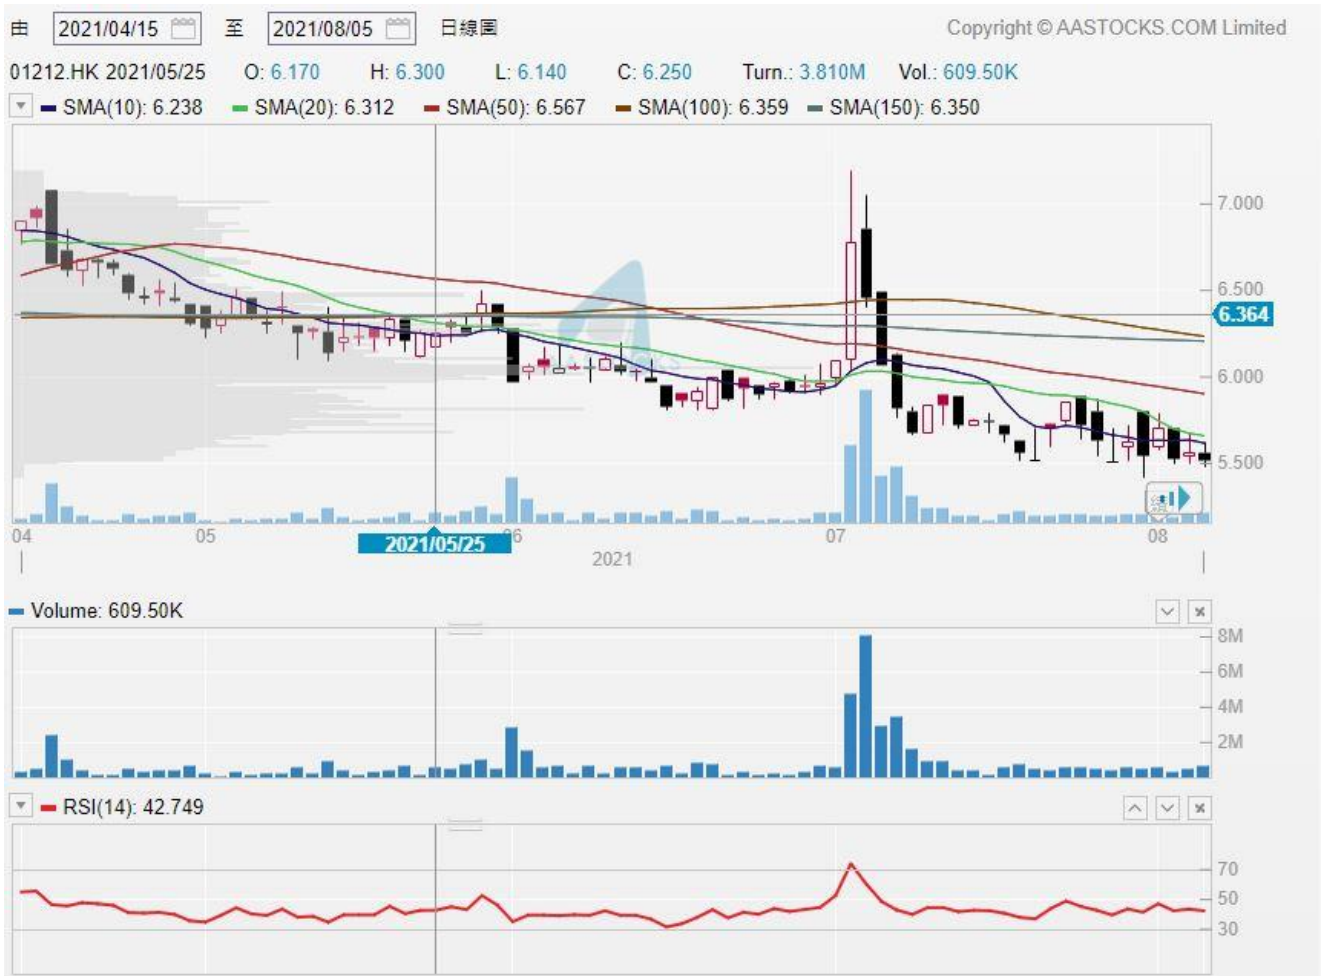 由 2021/04/15 至 2021/08/05 日線圖 Copyright © AASTOCKS.COM Limited
01212.HK 2021/05/25 O: 6.170 H: 6.300 L: 6.140 C: 6.250 Turn.: 3.810M Vol.: 609.50K
SMA(10): 6.238 SMA(20): 6.312 SMA(50): 6.567 SMA(100): 6.359 SMA(150): 6.350
7.000
6.500
6.364
6.000
5.500
04 05 06 07 08
2021/05/25
2021
Volume: 609.50K
8M
6M
4M
2M
RSI(14): 42.749
70
50
30